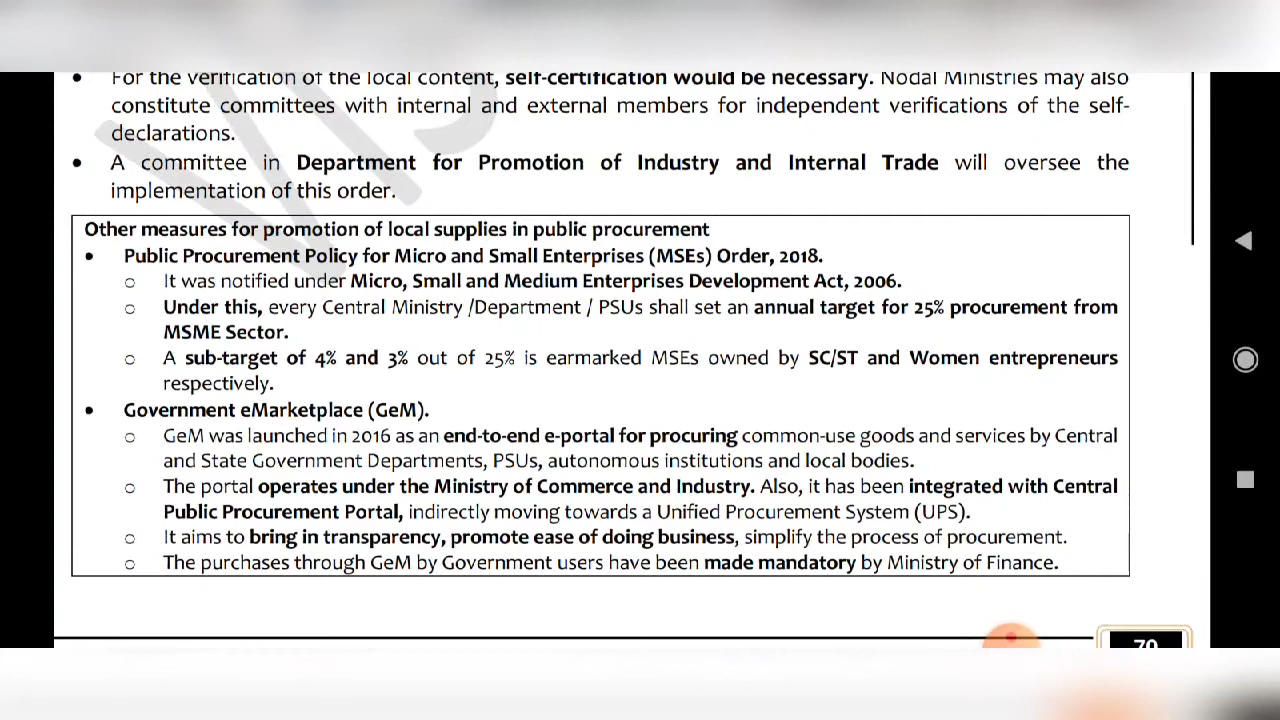 • For the verification of the local content, self-certification would be necessary. Nodal Ministries may also
constitute committees with internal and external members for independent verifications of the self-
declarations.
• A committee in Department for Promotion of Industry and Internal Trade will oversee the
implementation of this order.
Other measures for promotion of local supplies in public procurement
• Public Procurement Policy for Micro and Small Enterprises (MSEs) Order, 2018.
o It was notified under Micro, Small and Medium Enterprises Development Act, 2006.
o Under this, every Central Ministry /Department / PSUs shall set an annual target for 25% procurement from
MSME Sector.
o A sub-target of 4% and 3% out of 25% is earmarked MSEs owned by SC/ST and Women entrepreneurs
respectively.
• Government eMarketplace (GeM).
o GeM was launched in 2016 as an end-to-end e-portal for procuring common-use goods and services by Central
and State Government Departments, PSUs, autonomous institutions and local bodies.
o The portal operates under the Ministry of Commerce and Industry. Also, it has been integrated with Central
Public Procurement Portal, indirectly moving towards a Unified Procurement System (UPS).
o It aims to bring in transparency, promote ease of doing business, simplify the process of procurement.
o The purchases through GeM by Government users have been made mandatory by Ministry of Finance.